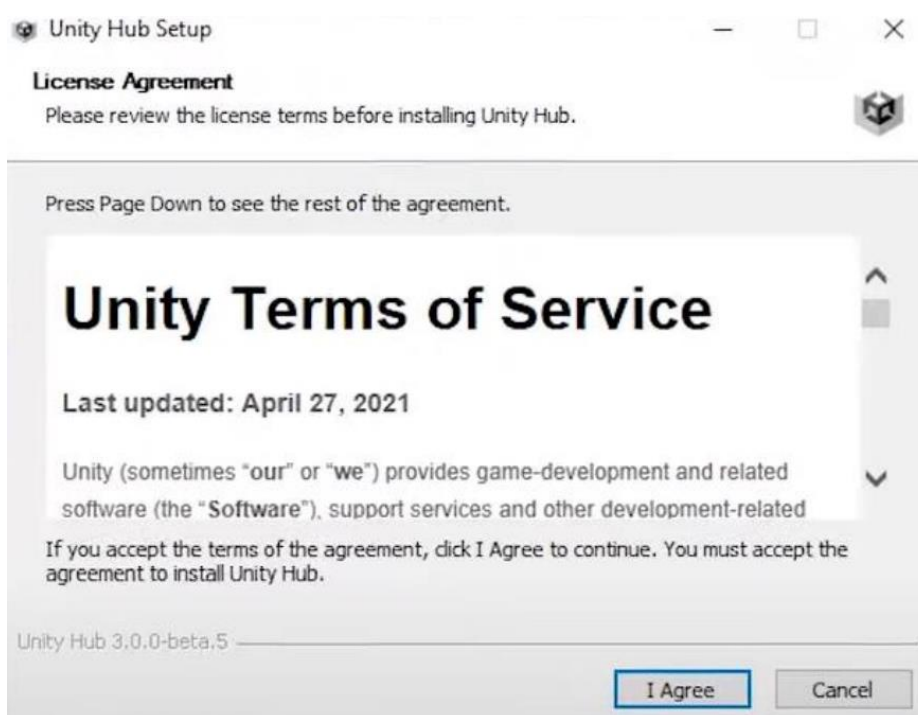 Unity Hub Setup
License Agreement
Please review the license terms before installing Unity Hub.
Press Page Down to see the rest of the agreement.
Unity Terms of Service
Last updated: April 27, 2021
Unity (sometimes “our” or “we”) provides game-development and related
software (the “Software”), support services and other development-related
If you accept the terms of the agreement, click I Agree to continue. You must accept the
agreement to install Unity Hub.
Unity Hub 3.0.0-beta.5
I Agree Cancel